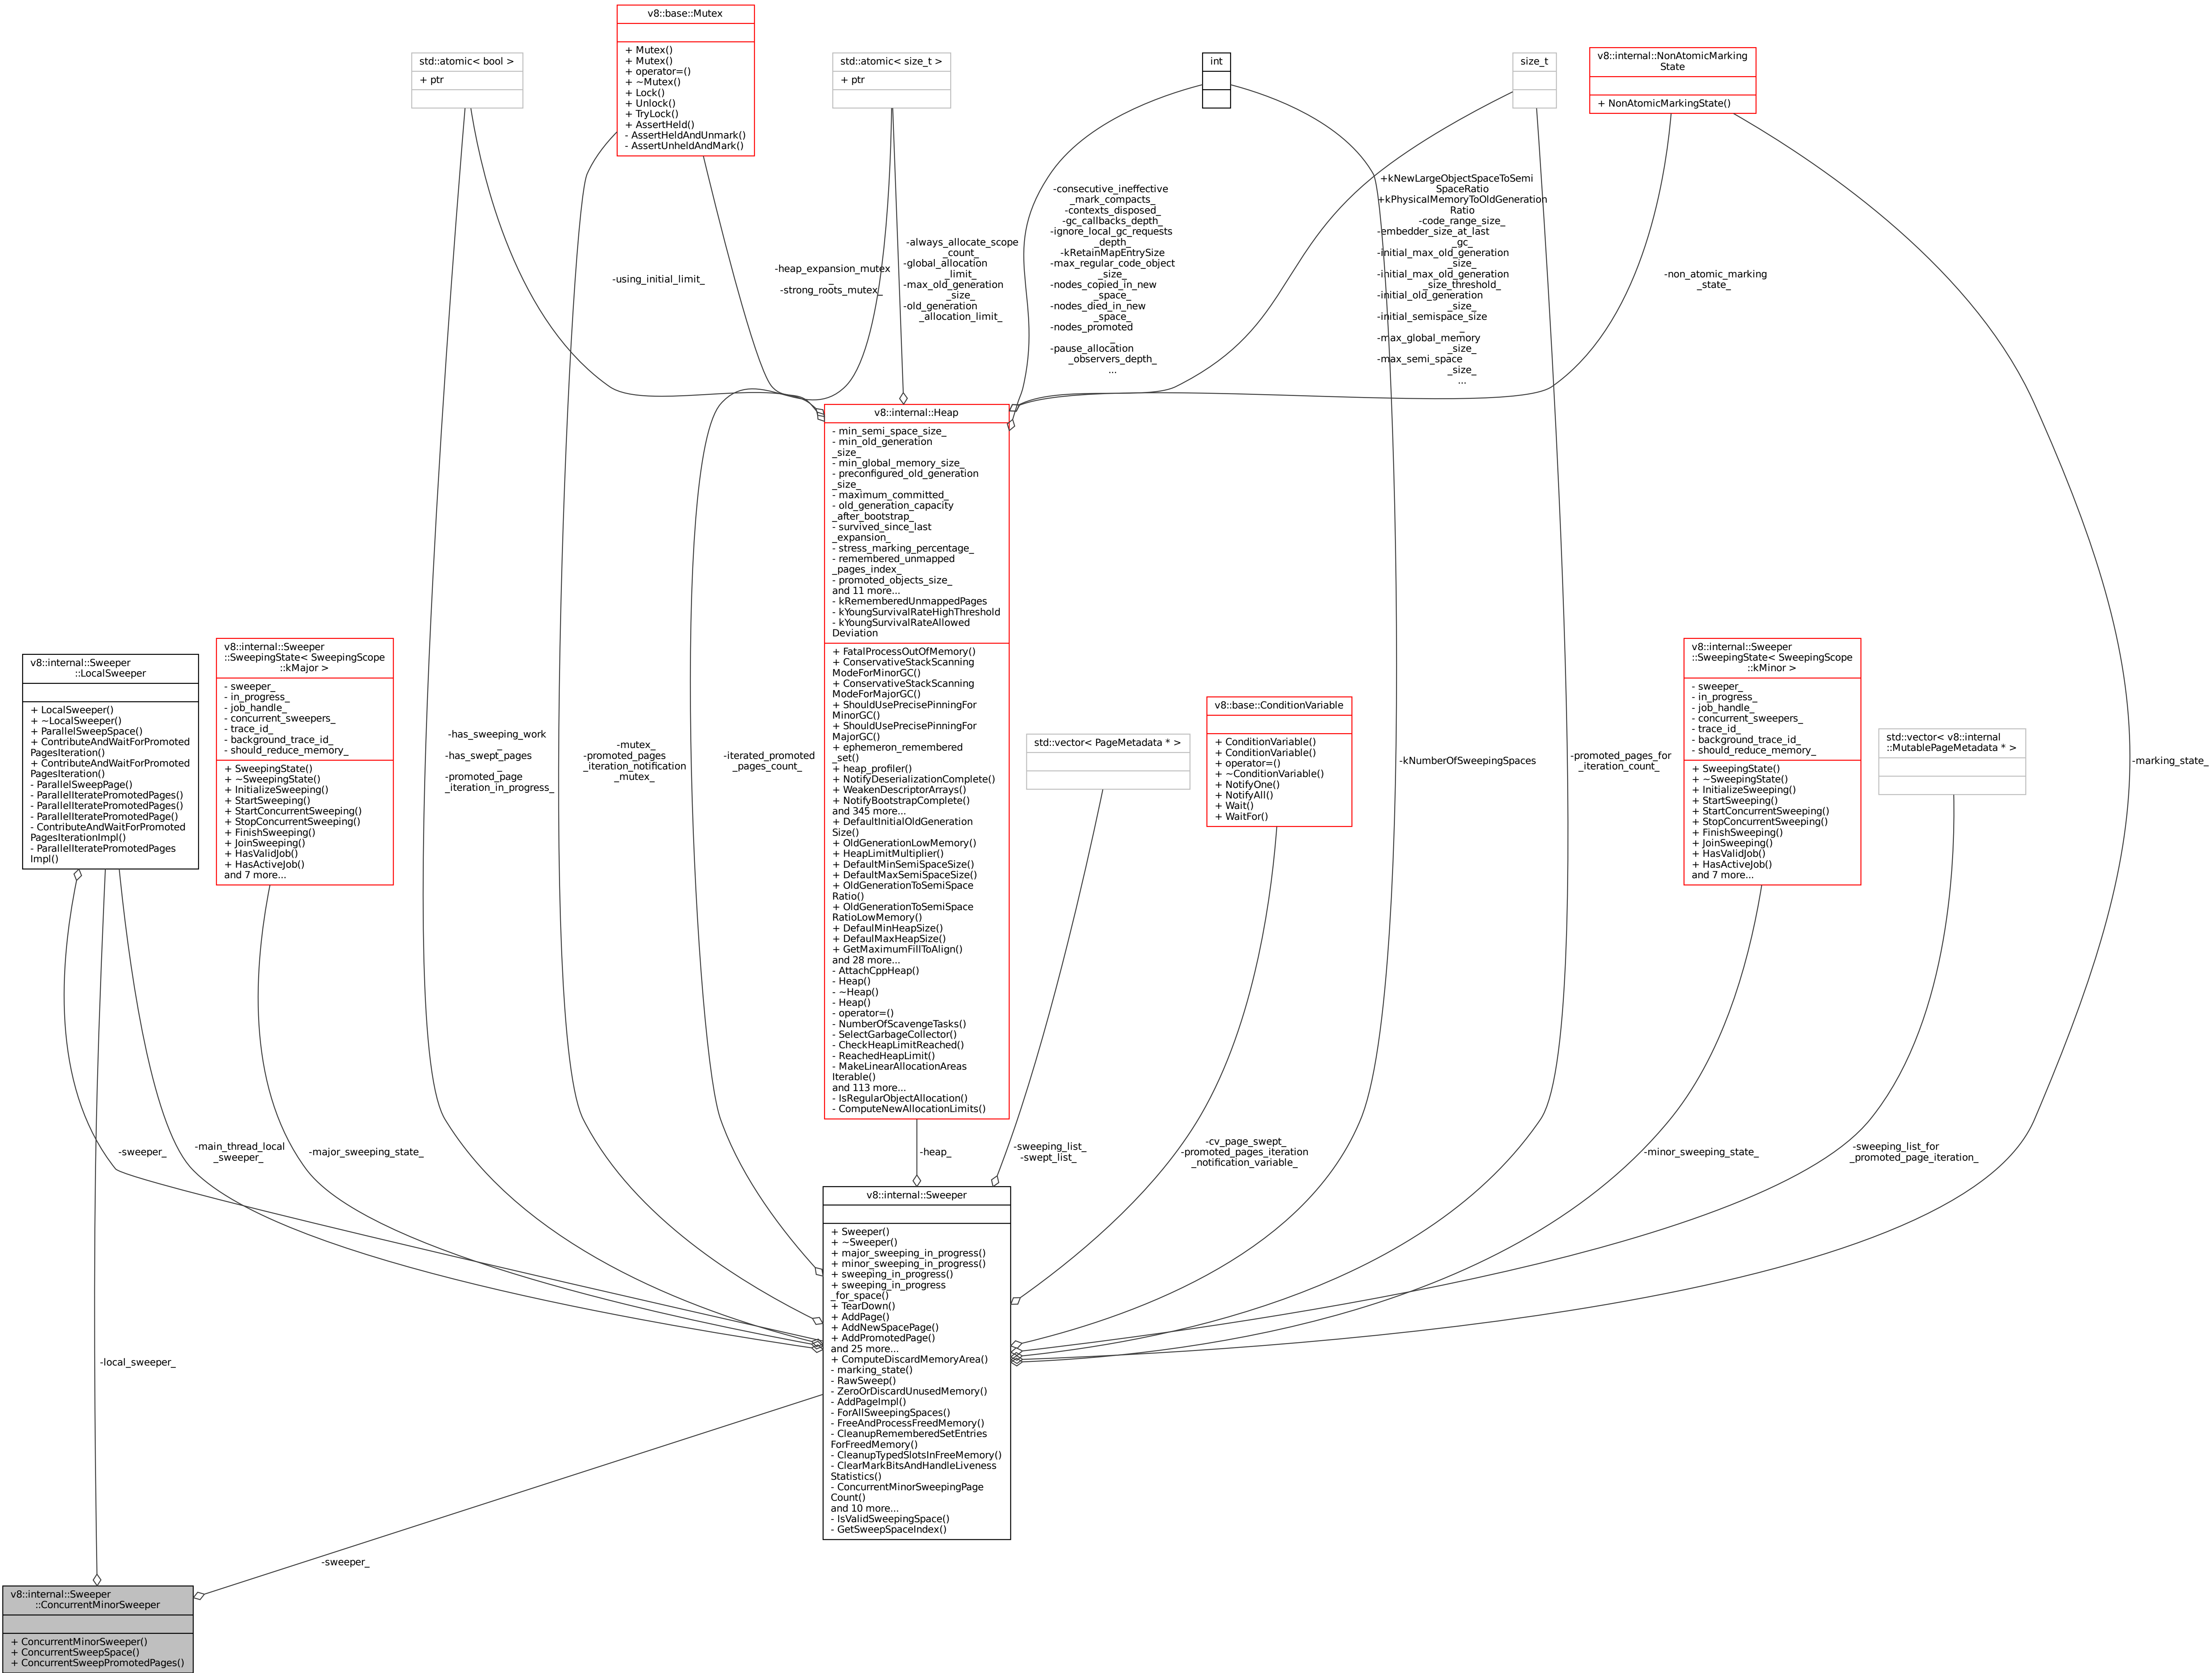 v8::base::Mutex
+ Mutex()
+ Mutex()
+ operator=()
+ ~Mutex()
+ Lock()
+ Unlock()
+ TryLock()
+ AssertHeld()
- AssertHeldAndUnmark()
- AssertUnheldAndMark()
std::atomic< bool >
+ ptr
std::atomic< size_t >
+ ptr
int
size_t
v8::internal::NonAtomicMarking
State
+ NonAtomicMarkingState()
-using_initial_limit_
-heap_expansion_mutex
_
-strong_roots_mutex_
-always_allocate_scope
_count_
-global_allocation
_limit_
-max_old_generation
_size_
-old_generation
_allocation_limit_
-consecutive_ineffective
_mark_compacts_
-contexts_disposed_
-gc_callbacks_depth_
-ignore_local_gc_requests
_depth_
-kRetainMapEntrySize
-max_regular_code_object
_size_
-nodes_copied_in_new
_space_
-nodes_died_in_new
_space_
-nodes_promoted
_
-pause_allocation
_observers_depth_
...
+kNewLargeObjectSpaceToSemi
SpaceRatio
+kPhysicalMemoryToOldGeneration
Ratio
-code_range_size_
-embedder_size_at_last
_gc_
-initial_max_old_generation
_size_
-initial_max_old_generation
_size_threshold_
-initial_old_generation
_size_
-initial_semispace_size
_
-max_global_memory
_size_
-max_semi_space
_size_
...
-non_atomic_marking
_state_
v8::internal::Heap
- min_semi_space_size_
- min_old_generation
_size_
- min_global_memory_size_
- preconfigured_old_generation
_size_
- maximum_committed_
- old_generation_capacity
_after_bootstrap_
- survived_since_last
_expansion_
- stress_marking_percentage_
- remembered_unmapped
_pages_index_
- promoted_objects_size_
and 11 more...
- kRememberedUnmappedPages
- kYoungSurvivalRateHighThreshold
- kYoungSurvivalRateAllowed
Deviation
+ FatalProcessOutOfMemory()
+ ConservativeStackScanning
ModeForMinorGC()
+ ConservativeStackScanning
ModeForMajorGC()
+ ShouldUsePrecisePinningFor
MinorGC()
+ ShouldUsePrecisePinningFor
MajorGC()
+ ephemeron_remembered
_set()
+ heap_profiler()
+ NotifyDeserializationComplete()
+ WeakenDescriptorArrays()
+ NotifyBootstrapComplete()
and 345 more...
+ DefaultInitialOldGeneration
Size()
+ OldGenerationLowMemory()
+ HeapLimitMultiplier()
+ DefaultMinSemiSpaceSize()
+ DefaultMaxSemiSpaceSize()
+ OldGenerationToSemiSpace
Ratio()
+ OldGenerationToSemiSpace
RatioLowMemory()
+ DefaulMinHeapSize()
+ DefaulMaxHeapSize()
+ GetMaximumFillToAlign()
and 28 more...
- AttachCppHeap()
- Heap()
- ~Heap()
- Heap()
- operator=()
- NumberOfScavengeTasks()
- SelectGarbageCollector()
- CheckHeapLimitReached()
- ReachedHeapLimit()
- MakeLinearAllocationAreas
Iterable()
and 113 more...
- IsRegularObjectAllocation()
- ComputeNewAllocationLimits()
v8::internal::Sweeper
::LocalSweeper
+ LocalSweeper()
+ ~LocalSweeper()
+ ParallelSweepSpace()
+ ContributeAndWaitForPromoted
PagesIteration()
+ ContributeAndWaitForPromoted
PagesIteration()
- ParallelSweepPage()
- ParallelIteratePromotedPages()
- ParallelIteratePromotedPages()
- ParallelIteratePromotedPage()
- ContributeAndWaitForPromoted
PagesIterationImpl()
- ParallelIteratePromotedPages
Impl()
v8::internal::Sweeper
::SweepingState< SweepingScope
::kMajor >
- sweeper_
- in_progress_
- job_handle_
- concurrent_sweepers_
- trace_id_
- background_trace_id_
- should_reduce_memory_
+ SweepingState()
+ ~SweepingState()
+ InitializeSweeping()
+ StartSweeping()
+ StartConcurrentSweeping()
+ StopConcurrentSweeping()
+ FinishSweeping()
+ JoinSweeping()
+ HasValidJob()
+ HasActiveJob()
and 7 more...
-has_sweeping_work
_
-has_swept_pages
_
-promoted_page
_iteration_in_progress_
-mutex_
-promoted_pages
_iteration_notification
_mutex_
-iterated_promoted
_pages_count_
std::vector< PageMetadata * >
v8::base::ConditionVariable
+ ConditionVariable()
+ ConditionVariable()
+ operator=()
+ ~ConditionVariable()
+ NotifyOne()
+ NotifyAll()
+ Wait()
+ WaitFor()
-kNumberOfSweepingSpaces
-promoted_pages_for
_iteration_count_
v8::internal::Sweeper
::SweepingState< SweepingScope
::kMinor >
- sweeper_
- in_progress_
- job_handle_
- concurrent_sweepers_
- trace_id_
- background_trace_id_
- should_reduce_memory_
+ SweepingState()
+ ~SweepingState()
+ InitializeSweeping()
+ StartSweeping()
+ StartConcurrentSweeping()
+ StopConcurrentSweeping()
+ FinishSweeping()
+ JoinSweeping()
+ HasValidJob()
+ HasActiveJob()
and 7 more...
std::vector< v8::internal
::MutablePageMetadata * >
-marking_state_
-sweeper_
-main_thread_local
_sweeper_
-major_sweeping_state_
-heap_
-sweeping_list_
-swept_list_
-cv_page_swept_
-promoted_pages_iteration
_notification_variable_
-minor_sweeping_state_
-sweeping_list_for
_promoted_page_iteration_
v8::internal::Sweeper
+ Sweeper()
+ ~Sweeper()
+ major_sweeping_in_progress()
+ minor_sweeping_in_progress()
+ sweeping_in_progress()
+ sweeping_in_progress
_for_space()
+ TearDown()
+ AddPage()
+ AddNewSpacePage()
+ AddPromotedPage()
and 25 more...
+ ComputeDiscardMemoryArea()
- marking_state()
- RawSweep()
- ZeroOrDiscardUnusedMemory()
- AddPageImpl()
- ForAllSweepingSpaces()
- FreeAndProcessFreedMemory()
- CleanupRememberedSetEntries
ForFreedMemory()
- CleanupTypedSlotsInFreeMemory()
- ClearMarkBitsAndHandleLiveness
Statistics()
- ConcurrentMinorSweepingPage
Count()
and 10 more...
- IsValidSweepingSpace()
- GetSweepSpaceIndex()
-local_sweeper_
-sweeper_
v8::internal::Sweeper
::ConcurrentMinorSweeper
+ ConcurrentMinorSweeper()
+ ConcurrentSweepSpace()
+ ConcurrentSweepPromotedPages()